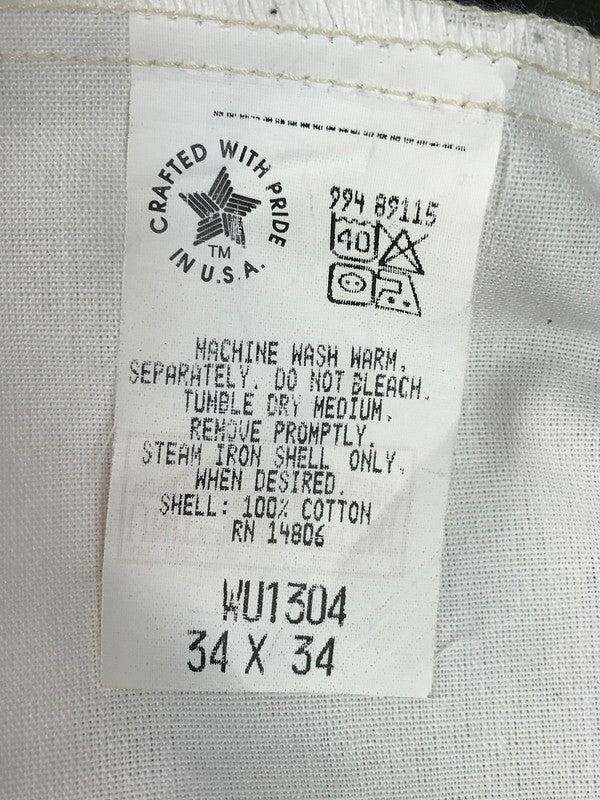 CRAFTED WITH PRIDE
TM
IN U.S.A.
994 89115
40
MACHINE WASH WARM,
SEPARATELY. DO NOT BLEACH.
TUMBLE DRY MEDIUM.
REMOVE PROMPTLY.
STEAM IRON SHELL ONLY,
WHEN DESIRED.
SHELL: 100% COTTON
RN 14806
WU1304
34 X 34